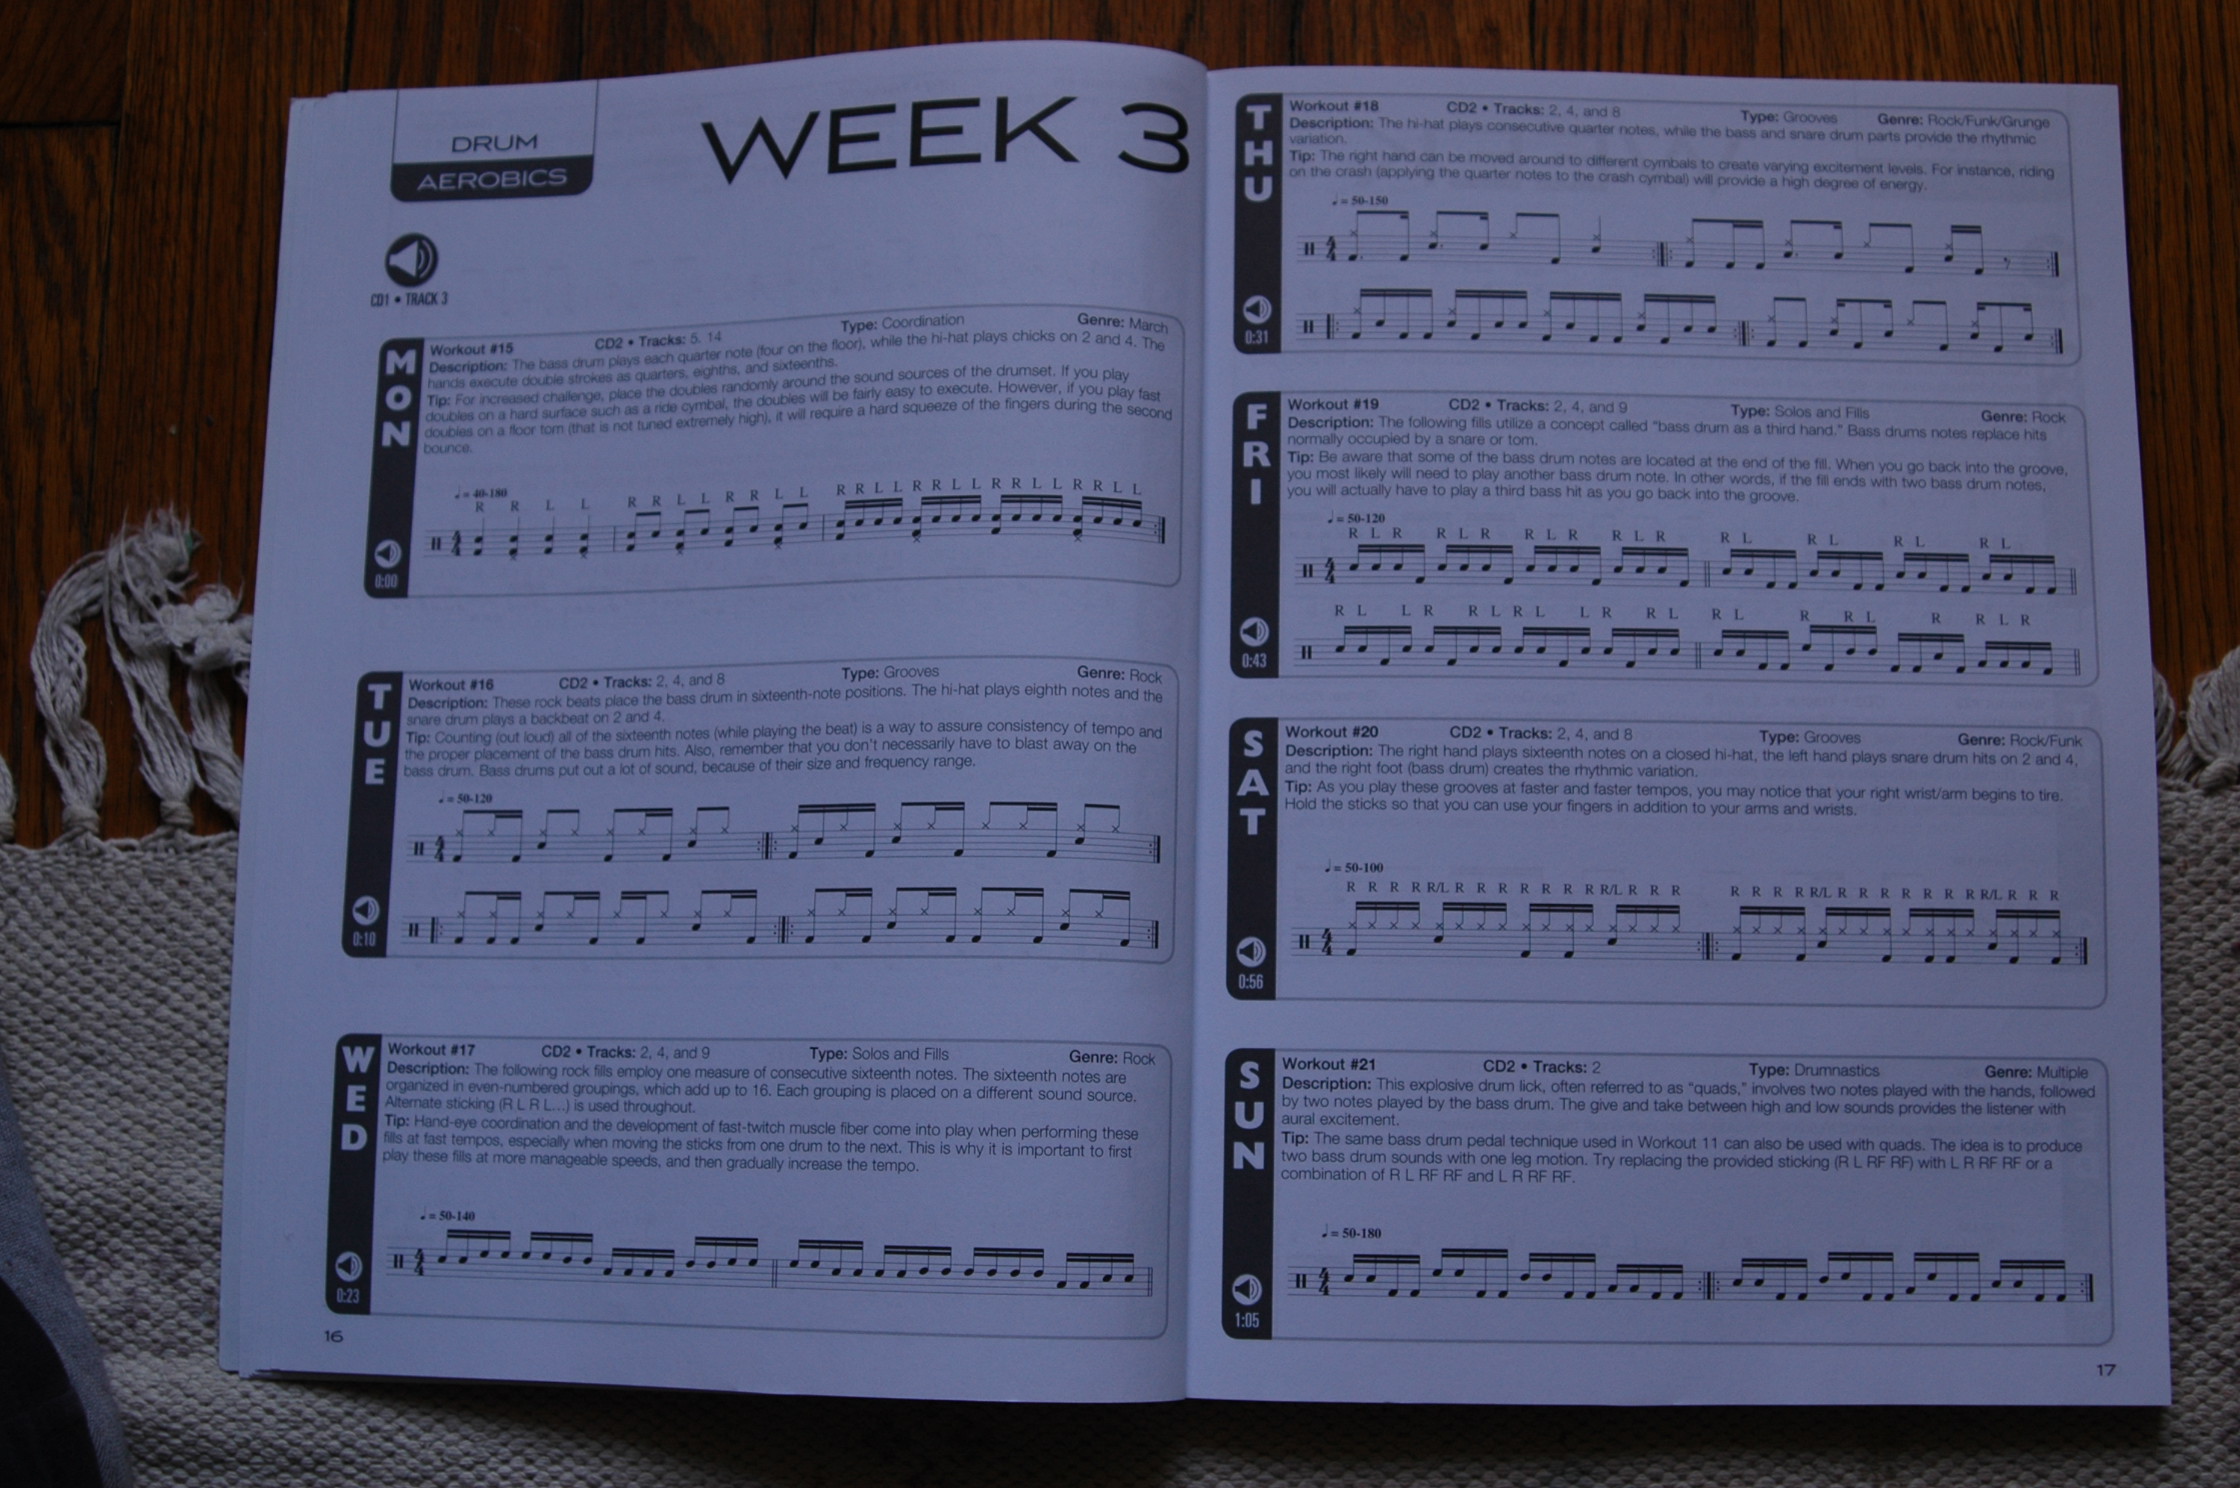 DRUM
AEROBICS
WEEK 3
CD1 • TRACK 3
MON
Workout #15 CD2 • Tracks: 5, 14 Type: Coordination Genre: March
Description: The bass drum plays each quarter note (four on the floor), while the hi-hat plays chicks on 2 and 4. The
hands execute double strokes as quarters, eighths, and sixteenths.
Tip: For increased challenge, place the doubles randomly around the sound sources of the drumset. If you play
doubles on a hard surface such as a ride cymbal, the doubles will be fairly easy to execute. However, if you play fast
doubles on a floor tom (that is not tuned extremely high), it will require a hard squeeze of the fingers during the second
bounce.
♩ = 40-180
R R L L R R L L R R L L R R L L R R L L R R L L R R L L
0:00
TUE
Workout #16 CD2 • Tracks: 2, 4, and 8 Type: Grooves Genre: Rock
Description: These rock beats place the bass drum in sixteenth-note positions. The hi-hat plays eighth notes and the
snare drum plays a backbeat on 2 and 4.
Tip: Counting (out loud) all of the sixteenth notes (while playing the beat) is a way to assure consistency of tempo and
the proper placement of the bass drum hits. Also, remember that you don't necessarily have to blast away on the
bass drum. Bass drums put out a lot of sound, because of their size and frequency range.
♩ = 50-120
0:10
WED
Workout #17 CD2 • Tracks: 2, 4, and 9 Type: Solos and Fills Genre: Rock
Description: The following rock fills employ one measure of consecutive sixteenth notes. The sixteenth notes are
organized in even-numbered groupings, which add up to 16. Each grouping is placed on a different sound source.
Alternate sticking (R L R L...) is used throughout.
Tip: Hand-eye coordination and the development of fast-twitch muscle fiber come into play when performing these
fills at fast tempos, especially when moving the sticks from one drum to the next. This is why it is important to first
play these fills at more manageable speeds, and then gradually increase the tempo.
♩ = 50-140
0:23
16
THU
Workout #18 CD2 • Tracks: 2, 4, and 8 Type: Grooves Genre: Rock/Funk/Grunge
Description: The hi-hat plays consecutive quarter notes, while the bass and snare drum parts provide the rhythmic
variation.
Tip: The right hand can be moved around to different cymbals to create varying excitement levels. For instance, riding
on the crash (applying the quarter notes to the crash cymbal) will provide a high degree of energy.
♩ = 50-150
0:31
FRI
Workout #19 CD2 • Tracks: 2, 4, and 9 Type: Solos and Fills Genre: Rock
Description: The following fills utilize a concept called "bass drum as a third hand." Bass drums notes replace hits
normally occupied by a snare or tom.
Tip: Be aware that some of the bass drum notes are located at the end of the fill. When you go back into the groove,
you most likely will need to play another bass drum note. In other words, if the fill ends with two bass drum notes,
you will actually have to play a third bass hit as you go back into the groove.
♩ = 50-120
R L R R L R R L R R L R R L R L R L R L
R L L R R L R L L R R L R L R R L R R L R
0:43
SAT
Workout #20 CD2 • Tracks: 2, 4, and 8 Type: Grooves Genre: Rock/Funk
Description: The right hand plays sixteenth notes on a closed hi-hat, the left hand plays snare drum hits on 2 and 4,
and the right foot (bass drum) creates the rhythmic variation.
Tip: As you play these grooves at faster and faster tempos, you may notice that your right wrist/arm begins to tire.
Hold the sticks so that you can use your fingers in addition to your arms and wrists.
♩ = 50-100
R R R R R/L R R R R R R R R/L R R R R R R R R/L R R R R R R R R/L R R R
0:56
SUN
Workout #21 CD2 • Tracks: 2 Type: Drumnastics Genre: Multiple
Description: This explosive drum lick, often referred to as "quads," involves two notes played with the hands, followed
by two notes played by the bass drum. The give and take between high and low sounds provides the listener with
aural excitement.
Tip: The same bass drum pedal technique used in Workout 11 can also be used with quads. The idea is to produce
two bass drum sounds with one leg motion. Try replacing the provided sticking (R L RF RF) with L R RF RF or a
combination of R L RF RF and L R RF RF.
♩ = 50-180
1:05
17